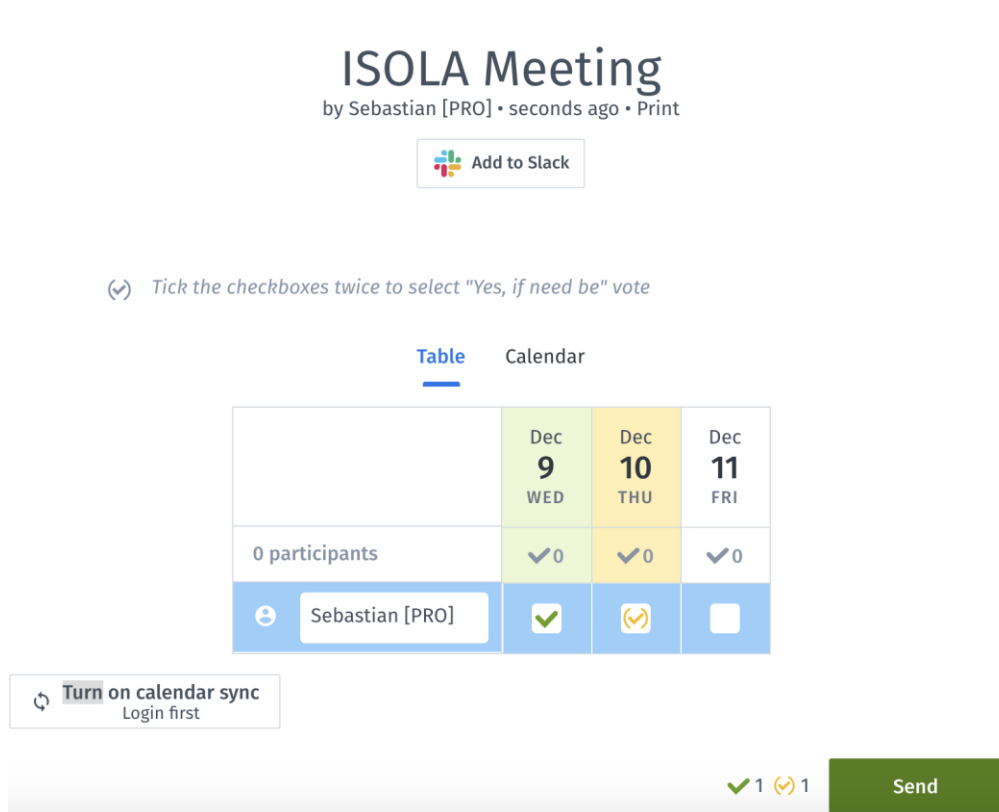 ISOLA Meeting
by Sebastian [PRO] • seconds ago • Print
Add to Slack
Tick the checkboxes twice to select "Yes, if need be" vote
Table Calendar
Dec Dec Dec
9 10 11
WED THU FRI
0 participants 0 0 0
Sebastian [PRO]
Turn on calendar sync
Login first
1 1 Send